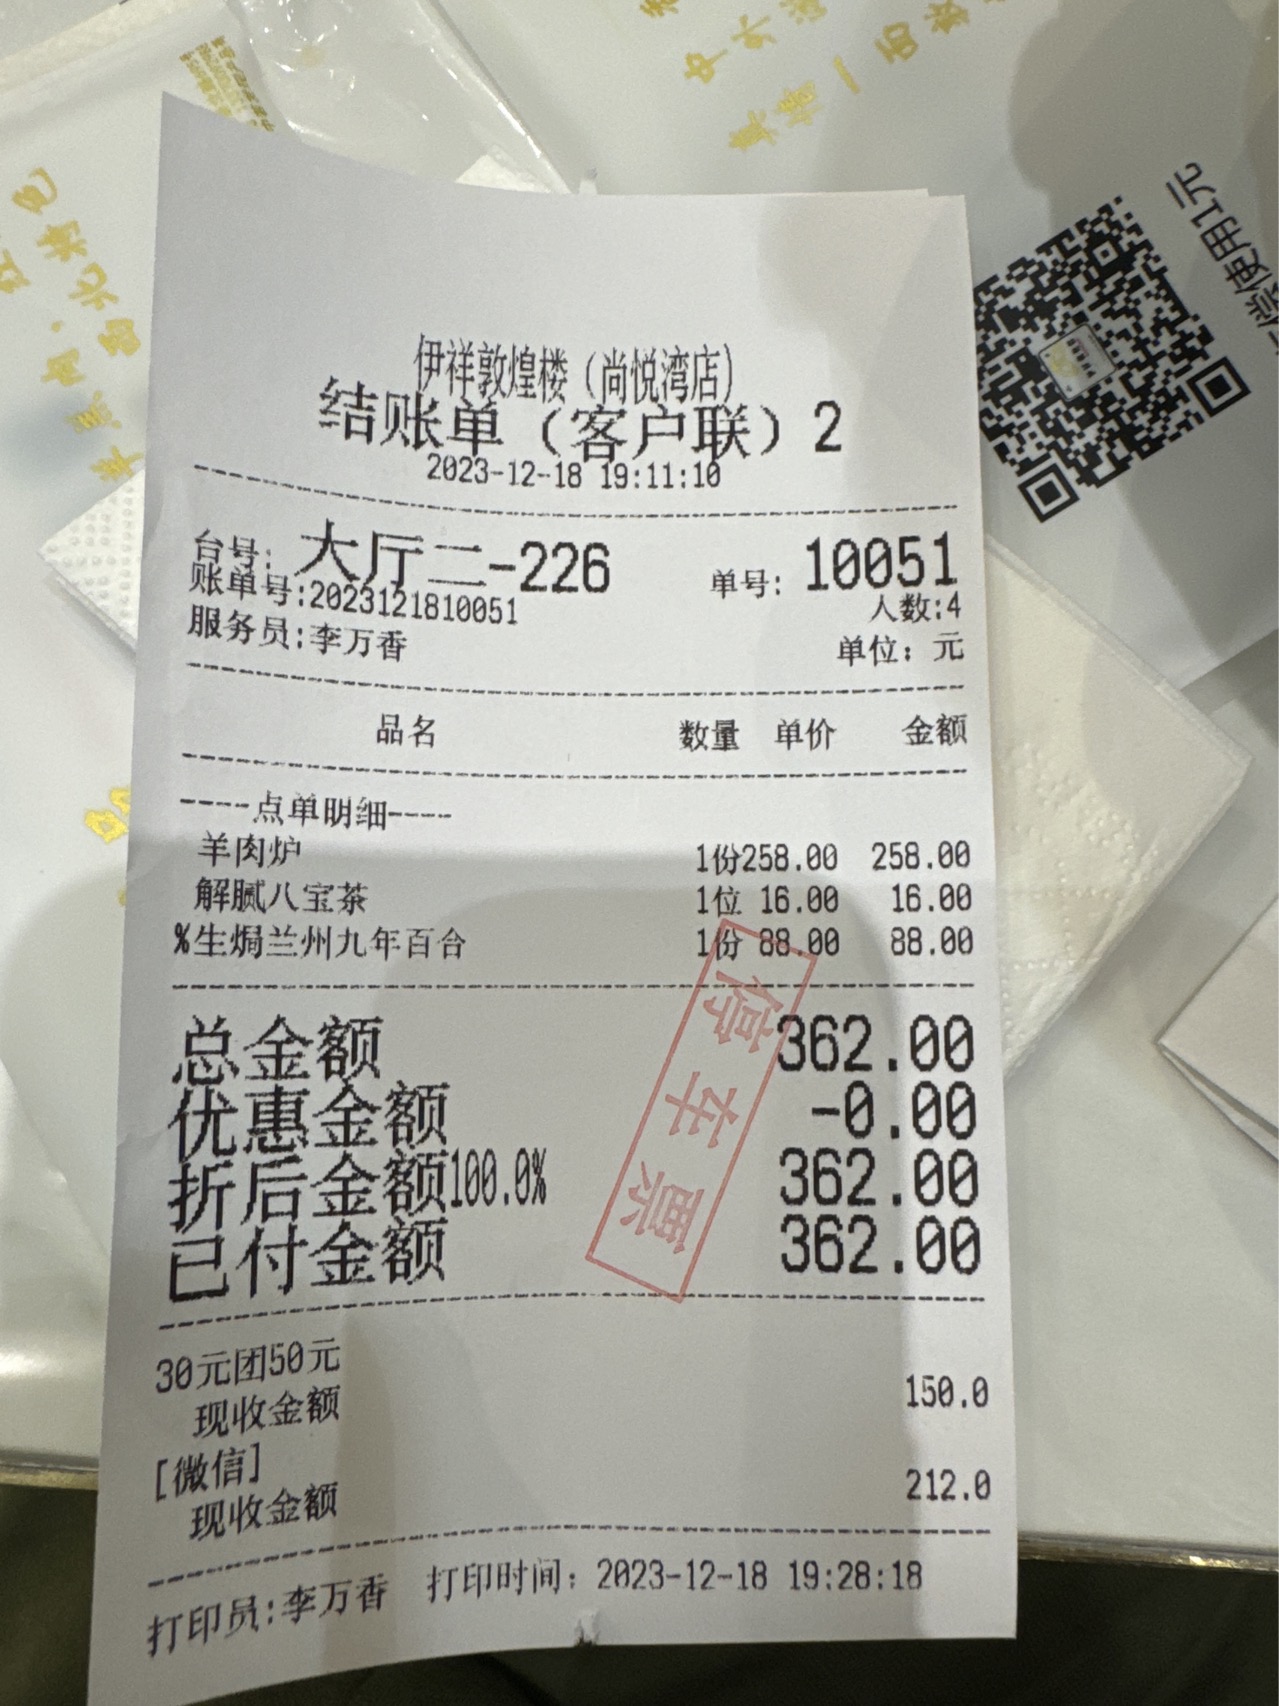 中外
一面
使用1元
伊祥敦煌楼（尚悦湾店）
结账单（客户联）2
2023-12-18 19:11:10
台号: 大厅二-226 单号: 10051
账单号:2023121810051 人数:4
服务员:李万香 单位: 元
品名 数量 单价 金额
----点单明细----
羊肉炉 1份258.00 258.00
解腻八宝茶 1位 16.00 16.00
%生焗兰州九年百合 1份 88.00 88.00
总金额 362.00
优惠金额 -0.00
折后金额100.0% 362.00
已付金额 362.00
停车票
30元团50元
现收金额 150.0
[微信]
现收金额 212.0
打印员:李万香 打印时间: 2023-12-18 19:28:18